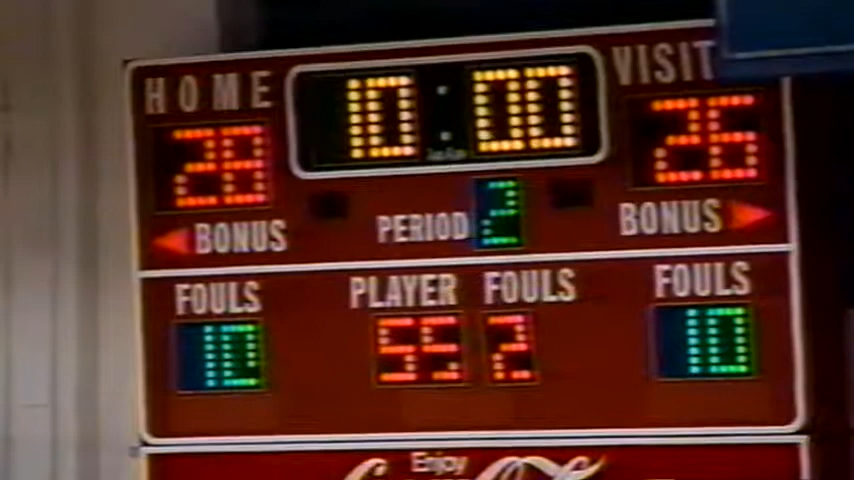 HOME 10:00 VISIT
28 26
BONUS PERIOD 2 BONUS
FOULS PLAYER FOULS FOULS
10 55 2 10
Enjoy